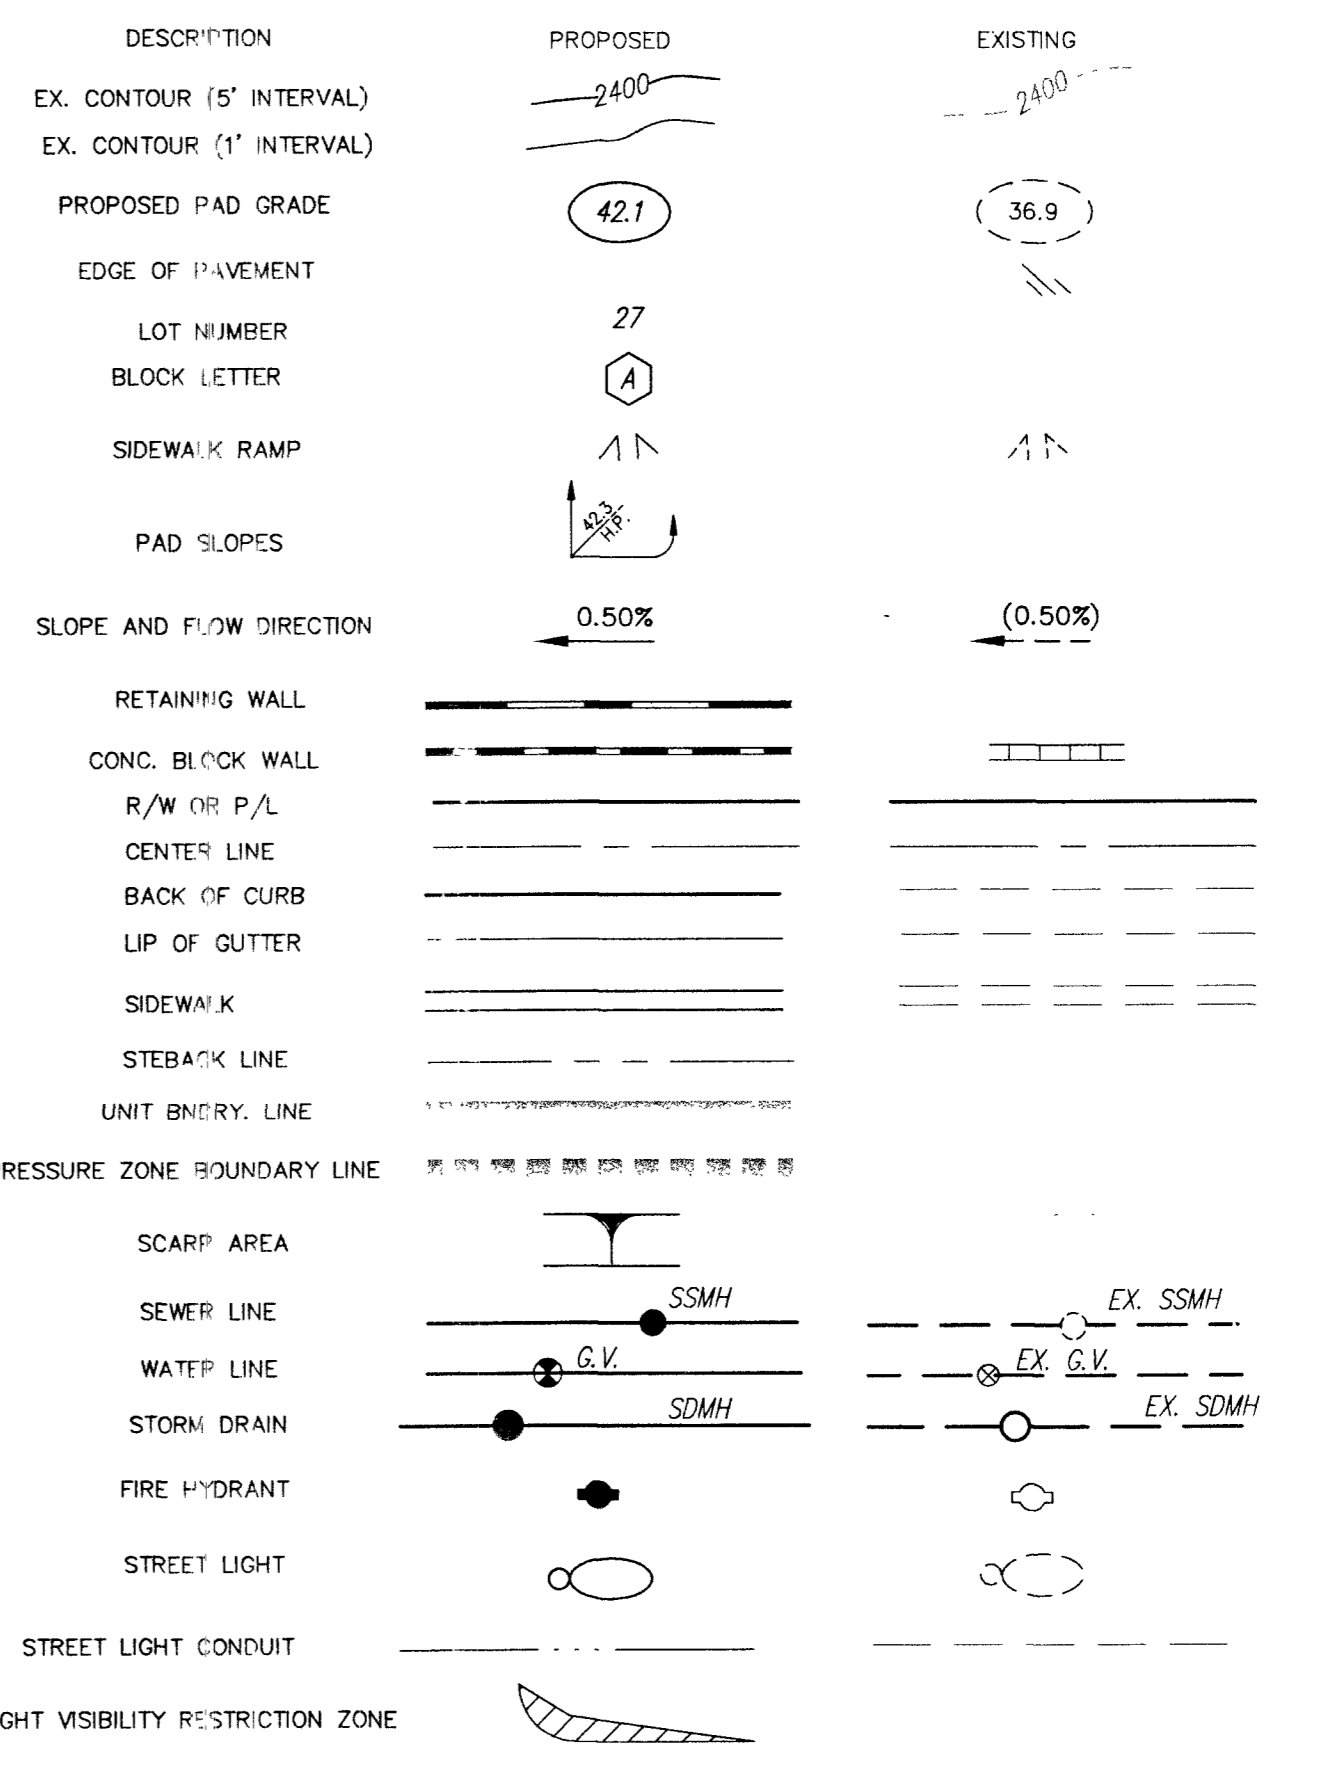 DESCRIPTION PROPOSED EXISTING
EX. CONTOUR (5' INTERVAL) 2400 2400
EX. CONTOUR (1' INTERVAL)
PROPOSED PAD GRADE 42.1 36.9
EDGE OF PAVEMENT
LOT NUMBER 27
BLOCK LETTER A
SIDEWALK RAMP
PAD SLOPES 42.3 H.P.
SLOPE AND FLOW DIRECTION 0.50% (0.50%)
RETAINING WALL
CONC. BLOCK WALL
R/W OR P/L
CENTER LINE
BACK OF CURB
LIP OF GUTTER
SIDEWALK
STEBACK LINE
UNIT BNDRY. LINE
RESSURE ZONE BOUNDARY LINE
SCARP AREA
SEWER LINE SSMH EX. SSMH
WATER LINE G.V. EX. G.V.
STORM DRAIN SDMH EX. SDMH
FIRE HYDRANT
STREET LIGHT
STREET LIGHT CONDUIT
GHT VISIBILITY RESTRICTION ZONE